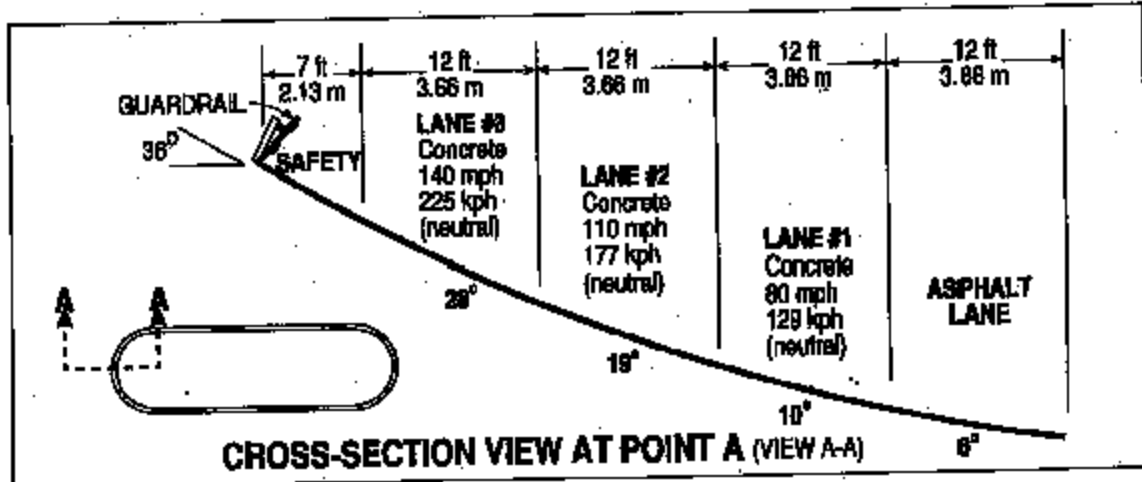 7 ft
2.13 m
12 ft
3.66 m
12 ft
3.66 m
12 ft
3.66 m
12 ft
3.66 m
GUARDRAIL
36°
SAFETY
LANE #3
Concrete
140 mph
225 kph
(neutral)
28°
LANE #2
Concrete
110 mph
177 kph
(neutral)
19°
LANE #1
Concrete
80 mph
129 kph
(neutral)
10°
ASPHALT
LANE
6°
A
A
CROSS-SECTION VIEW AT POINT A (VIEW A-A)